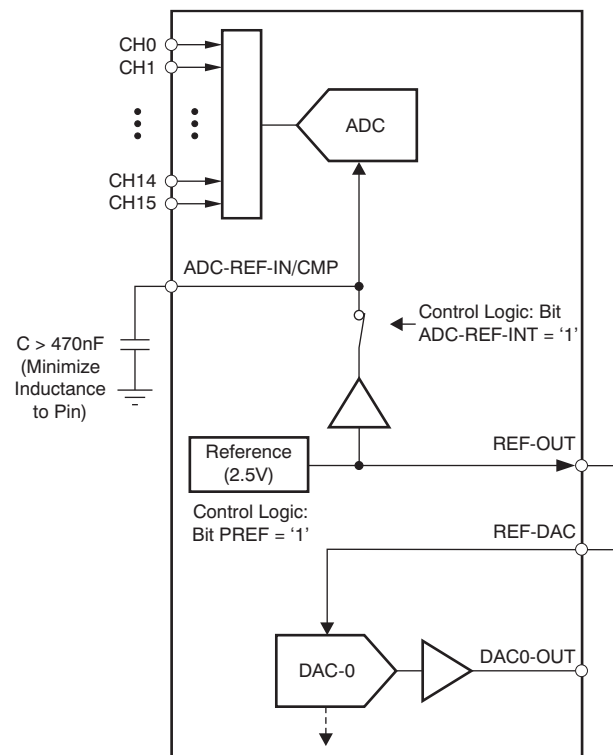 CH0
CH1
CH14
CH15
ADC
ADC-REF-IN/CMP
Control Logic: Bit
ADC-REF-INT = ‘1’
C > 470nF
(Minimize
Inductance
to Pin)
Reference
(2.5V)
REF-OUT
Control Logic:
Bit PREF = ‘1’
REF-DAC
DAC-0
DAC0-OUT